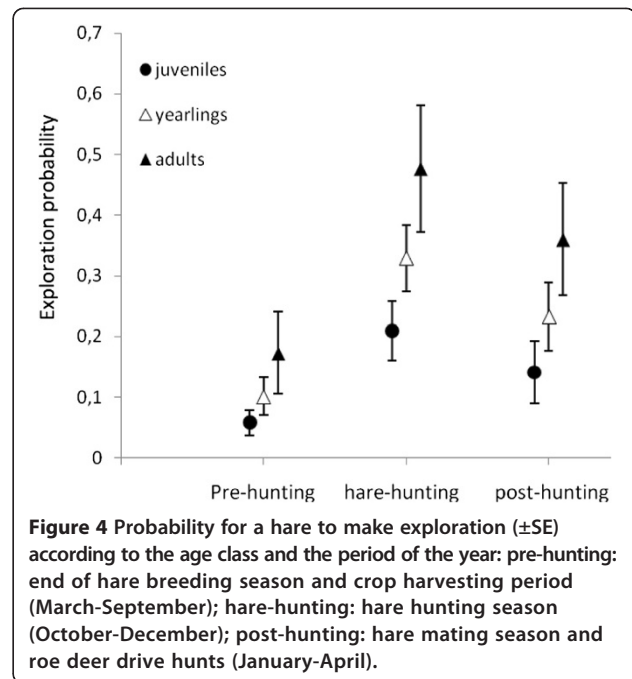 0,7
juveniles
0,6
yearlings
0,5
adults
0,4
0,3
0,2
0,1
0
Exploration probability
Pre-hunting hare-hunting post-hunting
Figure 4 Probability for a hare to make exploration (±SE)
according to the age class and the period of the year: pre-hunting:
end of hare breeding season and crop harvesting period
(March-September); hare-hunting: hare hunting season
(October-December); post-hunting: hare mating season and
roe deer drive hunts (January-April).